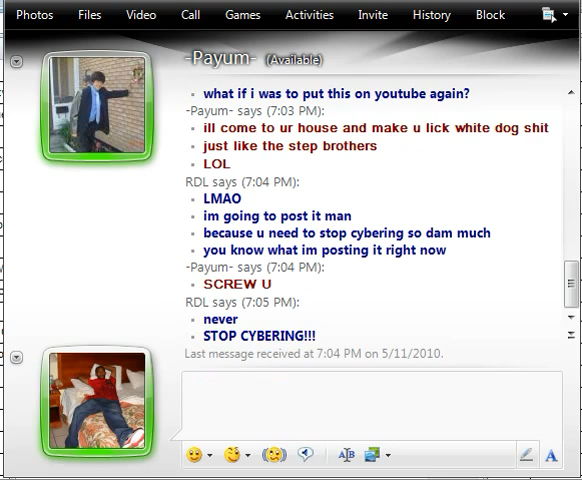 Photos Files Video Call Games Activities Invite History Block
-Payum- (Available)
what if i was to put this on youtube again?
-Payum- says (7:03 PM):
ill come to ur house and make u lick white dog shit
just like the step brothers
LOL
RDL says (7:04 PM):
LMAO
im going to post it man
because u need to stop cybering so dam much
you know what im posting it right now
-Payum- says (7:04 PM):
SCREW U
RDL says (7:05 PM):
never
STOP CYBERING!!!
Last message received at 7:04 PM on 5/11/2010.